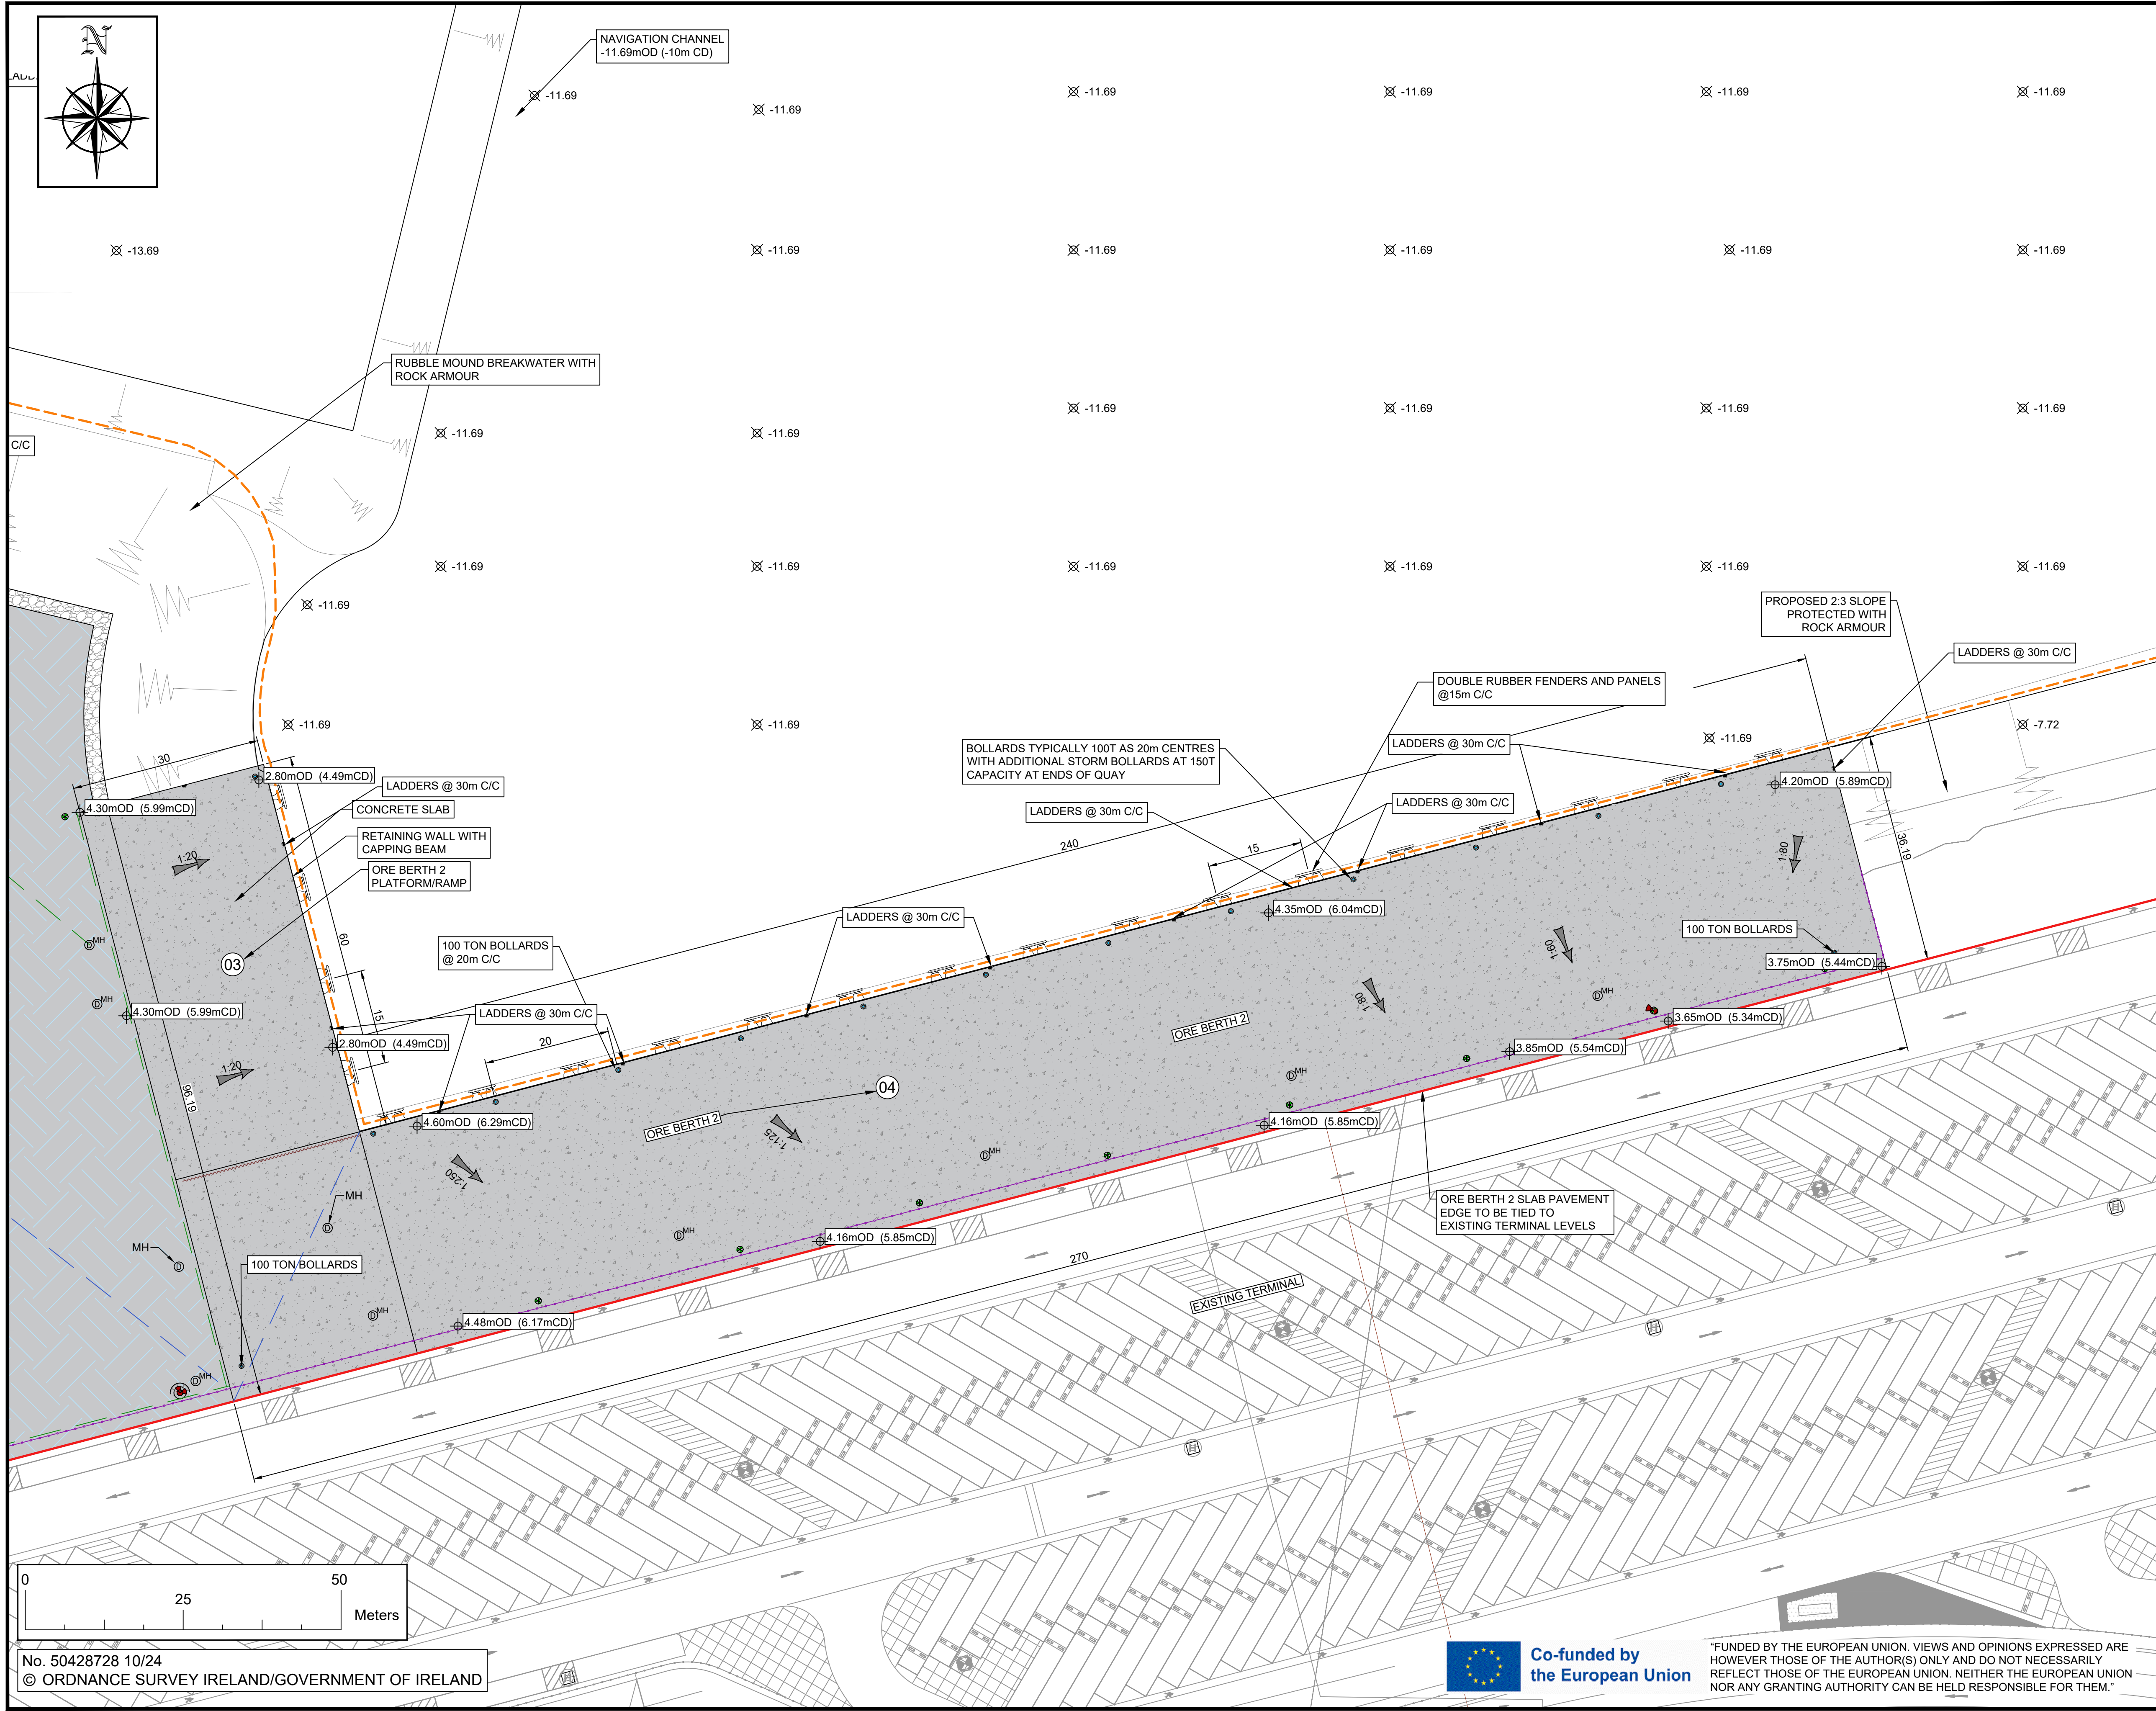 N
NAVIGATION CHANNEL
-11.69mOD (-10m CD)
-11.69
-11.69
-11.69
-11.69
-11.69
-11.69
-13.69
-11.69
-11.69
-11.69
-11.69
-11.69
RUBBLE MOUND BREAKWATER WITH
ROCK ARMOUR
C/C
-11.69
-11.69
-11.69
-11.69
-11.69
-11.69
-11.69
-11.69
-11.69
-11.69
-11.69
-11.69
-11.69
PROPOSED 2:3 SLOPE
PROTECTED WITH
ROCK ARMOUR
LADDERS @ 30m C/C
DOUBLE RUBBER FENDERS AND PANELS
@15m C/C
-11.69
-11.69
-11.69
-7.72
BOLLARDS TYPICALLY 100T AS 20m CENTRES
WITH ADDITIONAL STORM BOLLARDS AT 150T
CAPACITY AT ENDS OF QUAY
LADDERS @ 30m C/C
30
2.80mOD (4.49mCD)
LADDERS @ 30m C/C
4.20mOD (5.89mCD)
4.30mOD (5.99mCD)
CONCRETE SLAB
LADDERS @ 30m C/C
LADDERS @ 30m C/C
RETAINING WALL WITH
CAPPING BEAM
240
15
36.19
1:80
1:20
ORE BERTH 2
PLATFORM/RAMP
4.35mOD (6.04mCD)
LADDERS @ 30m C/C
100 TON BOLLARDS
@ 20m C/C
60
1:60
100 TON BOLLARDS
3.75mOD (5.44mCD)
MH
03
MH
4.30mOD (5.99mCD)
15
LADDERS @ 30m C/C
1:80
MH
3.65mOD (5.34mCD)
2.80mOD (4.49mCD)
20
ORE BERTH 2
3.85mOD (5.54mCD)
1:20
96.19
04
MH
4.60mOD (6.29mCD)
ORE BERTH 2
1:125
4.16mOD (5.85mCD)
1:250
MH
MH
ORE BERTH 2 SLAB PAVEMENT
EDGE TO BE TIED TO
EXISTING TERMINAL LEVELS
MH
MH
4.16mOD (5.85mCD)
100 TON BOLLARDS
270
EXISTING TERMINAL
MH
4.48mOD (6.17mCD)
MH
0
25
50
Meters
No. 50428728 10/24
© ORDNANCE SURVEY IRELAND/GOVERNMENT OF IRELAND
Co-funded by
the European Union
"FUNDED BY THE EUROPEAN UNION. VIEWS AND OPINIONS EXPRESSED ARE
HOWEVER THOSE OF THE AUTHOR(S) ONLY AND DO NOT NECESSARILY
REFLECT THOSE OF THE EUROPEAN UNION. NEITHER THE EUROPEAN UNION
NOR ANY GRANTING AUTHORITY CAN BE HELD RESPONSIBLE FOR THEM."